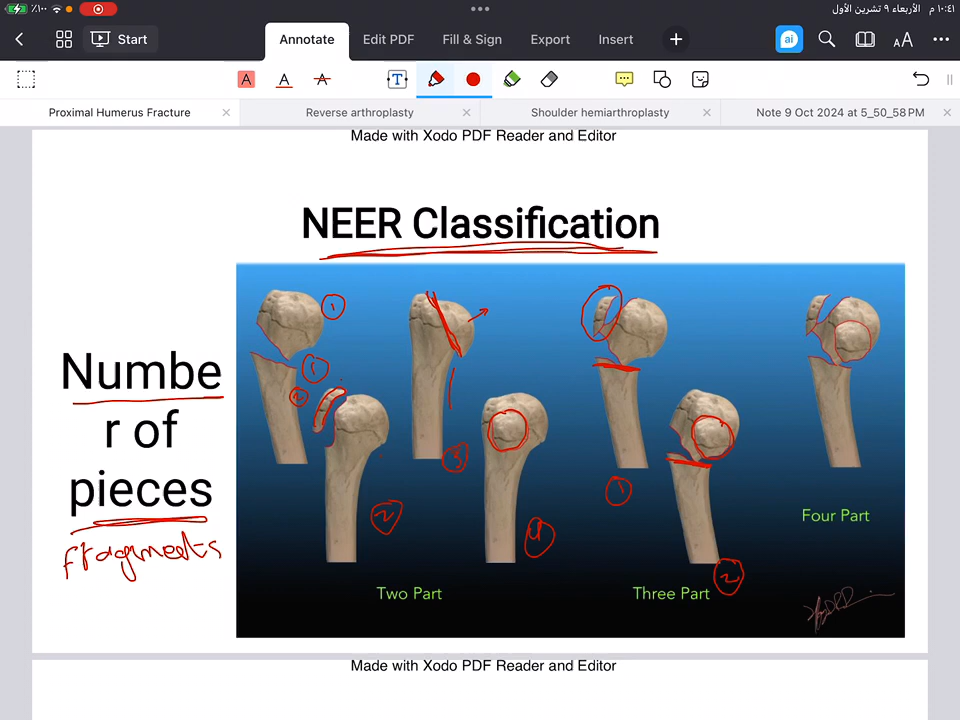 ٪١٠٠
١٠:٤١ م الأربعاء ٩ تشرين الأول
Start
Annotate
Edit PDF
Fill & Sign
Export
Insert
ai
AA
A
A
A
T
Proximal Humerus Fracture
Reverse arthroplasty
Shoulder hemiarthroplasty
Note 9 Oct 2024 at 5_50_58 PM
Made with Xodo PDF Reader and Editor
NEER Classification
Numbe
r of
pieces
fragments
1
1
2
2
3
4
1
2
Two Part
Three Part
Four Part
Made with Xodo PDF Reader and Editor